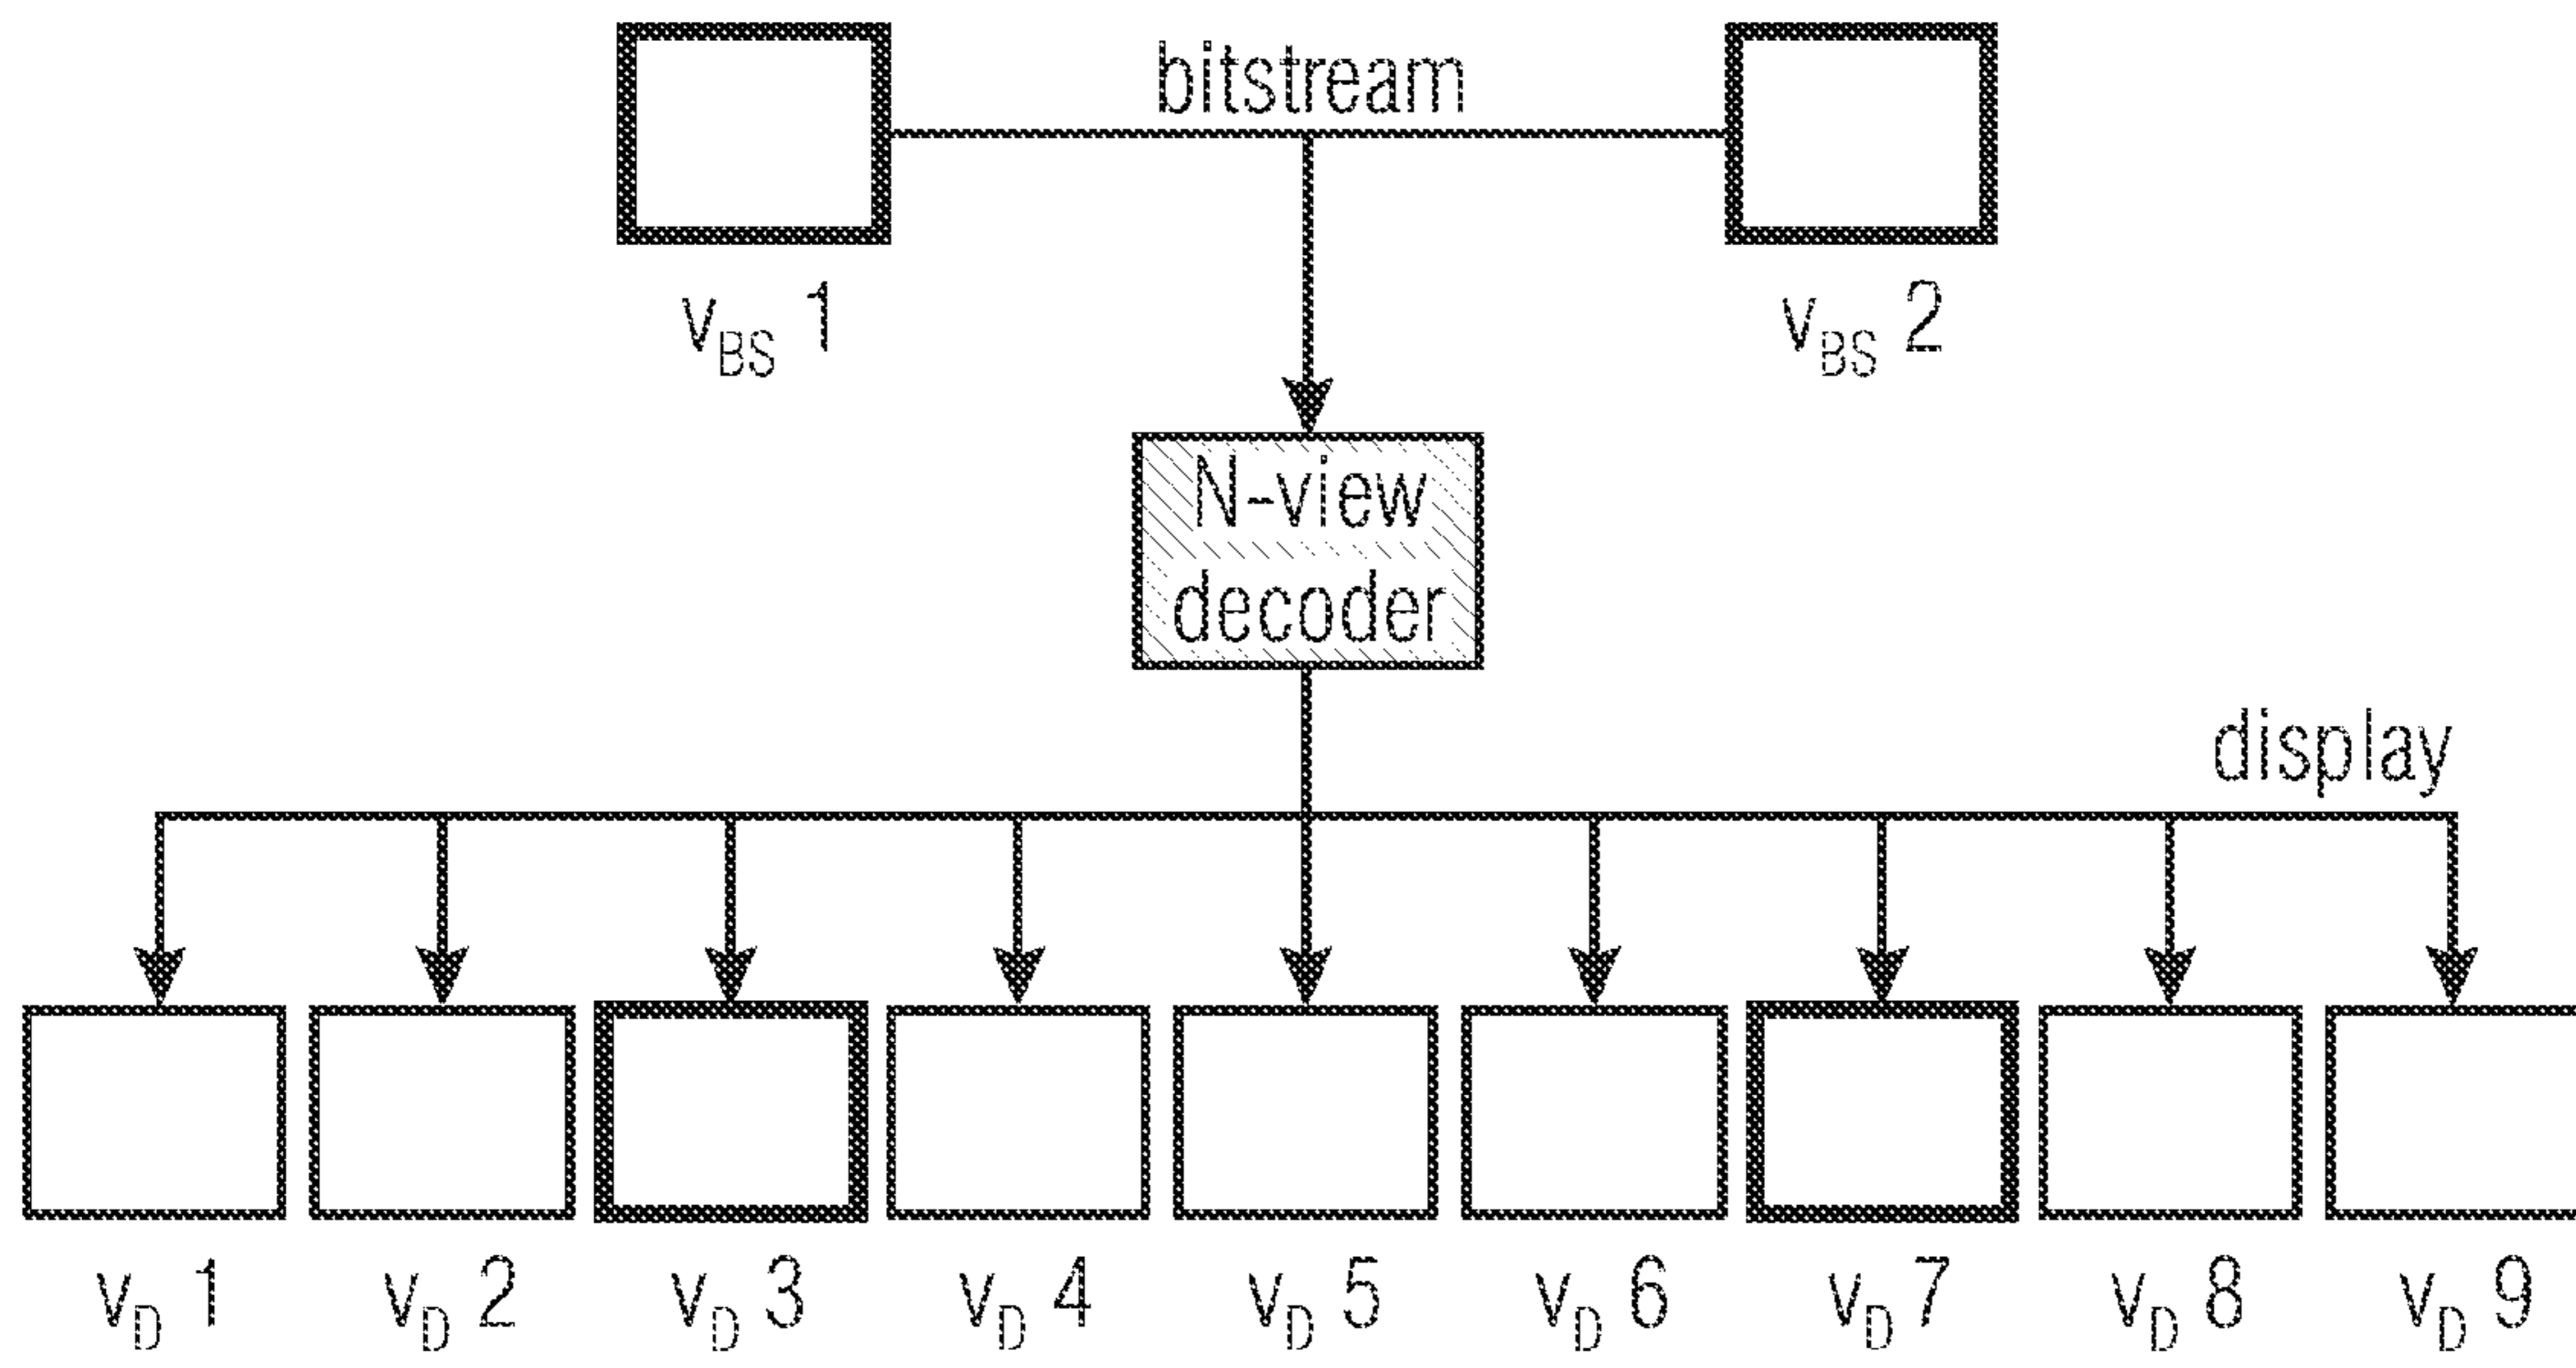 bitstream
v_BS 1
v_BS 2
N-view
decoder
display
v_D 1
v_D 2
v_D 3
v_D 4
v_D 5
v_D 6
v_D 7
v_D 8
v_D 9